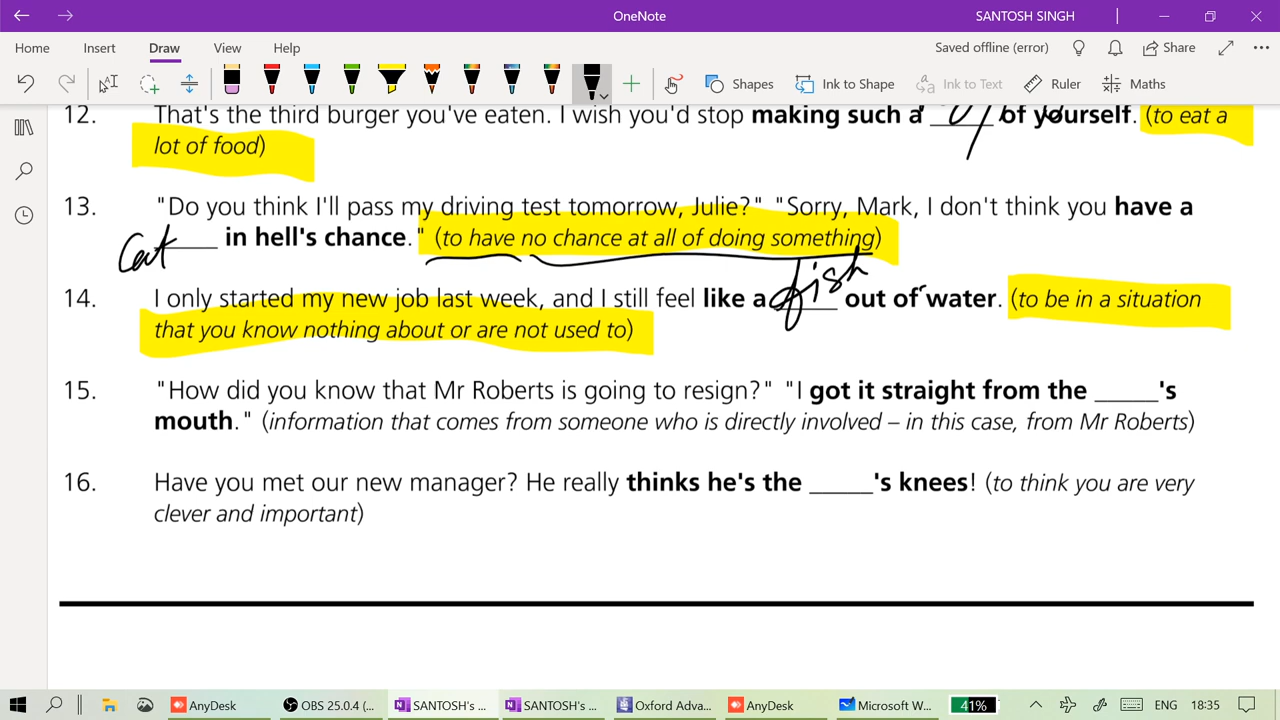 OneNote
SANTOSH SINGH
Home Insert Draw View Help
Saved offline (error)
Share
Shapes
Ink to Shape
Ink to Text
Ruler
Maths
12. That's the third burger you've eaten. I wish you'd stop making such a _____ of yourself. (to eat a
lot of food)
13. "Do you think I'll pass my driving test tomorrow, Julie?" "Sorry, Mark, I don't think you have a
Cat _____ in hell's chance." (to have no chance at all of doing something)
14. I only started my new job last week, and I still feel like a fish _____ out of water. (to be in a situation
that you know nothing about or are not used to)
15. "How did you know that Mr Roberts is going to resign?" "I got it straight from the _____'s
mouth." (information that comes from someone who is directly involved – in this case, from Mr Roberts)
16. Have you met our new manager? He really thinks he's the _____'s knees! (to think you are very
clever and important)
AnyDesk
OBS 25.0.4 (...
SANTOSH's ...
SANTOSH's ...
Oxford Adva...
AnyDesk
Microsoft W...
41%
ENG
18:35